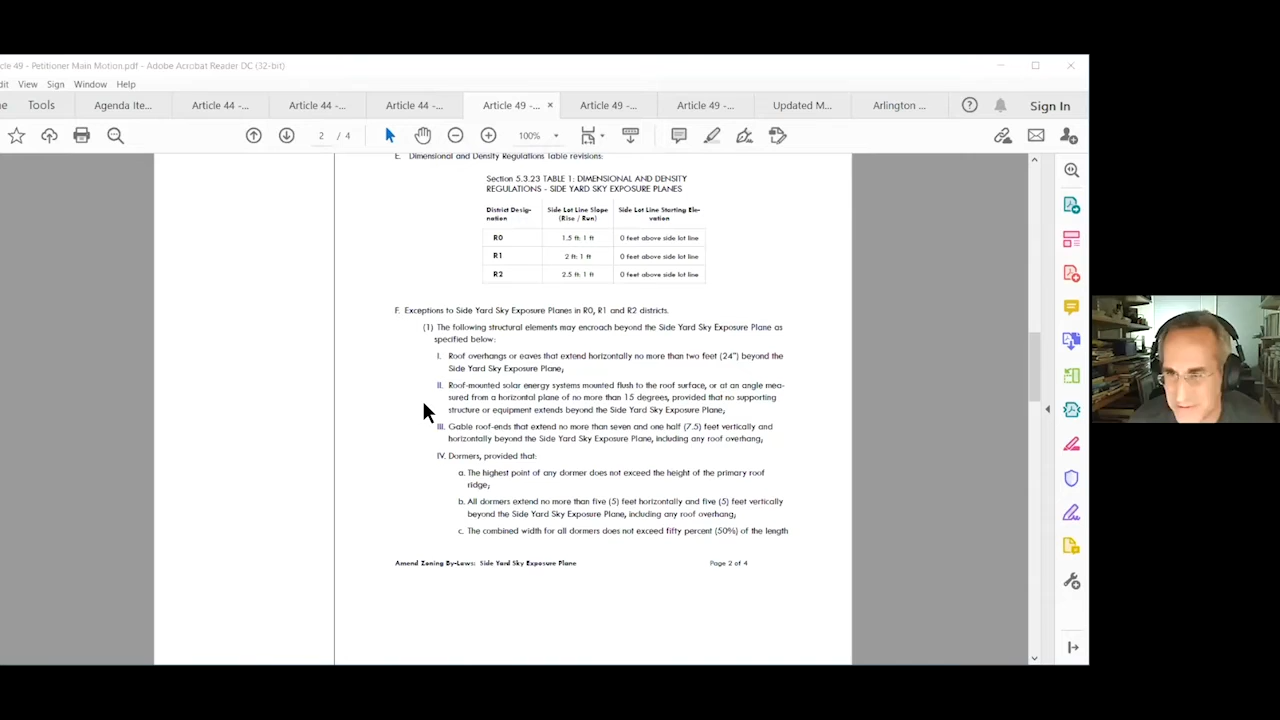 cle 49 - Petitioner Main Motion.pdf - Adobe Acrobat Reader DC (32-bit)
dit View Sign Window Help
e Tools Agenda Ite... Article 44 -... Article 44 -... Article 44 -... Article 49 -... × Article 49 -... Article 49 -... Updated M... Arlington ... Sign In
2 / 4 100%
E. Dimensional and Density Regulations Table revisions:
Section 5.3.23 TABLE 1: DIMENSIONAL AND DENSITY
REGULATIONS - SIDE YARD SKY EXPOSURE PLANES
District Desig- Side Lot Line Slope Side Lot Line Starting Ele-
nation (Rise / Run) vation
R0 1.5 ft: 1 ft 0 feet above side lot line
R1 2 ft: 1 ft 0 feet above side lot line
R2 2.5 ft: 1 ft 0 feet above side lot line
F. Exceptions to Side Yard Sky Exposure Planes in R0, R1 and R2 districts.
(1) The following structural elements may encroach beyond the Side Yard Sky Exposure Plane as
specified below:
I. Roof overhangs or eaves that extend horizontally no more than two feet (24") beyond the
Side Yard Sky Exposure Plane;
II. Roof-mounted solar energy systems mounted flush to the roof surface, or at an angle mea-
sured from a horizontal plane of no more than 15 degrees, provided that no supporting
structure or equipment extends beyond the Side Yard Sky Exposure Plane;
III. Gable roof-ends that extend no more than seven and one half (7.5) feet vertically and
horizontally beyond the Side Yard Sky Exposure Plane, including any roof overhang;
IV. Dormers, provided that:
a. The highest point of any dormer does not exceed the height of the primary roof
ridge;
b. All dormers extend no more than five (5) feet horizontally and five (5) feet vertically
beyond the Side Yard Sky Exposure Plane, including any roof overhang;
c. The combined width for all dormers does not exceed fifty percent (50%) of the length
Amend Zoning By-Laws: Side Yard Sky Exposure Plane Page 2 of 4